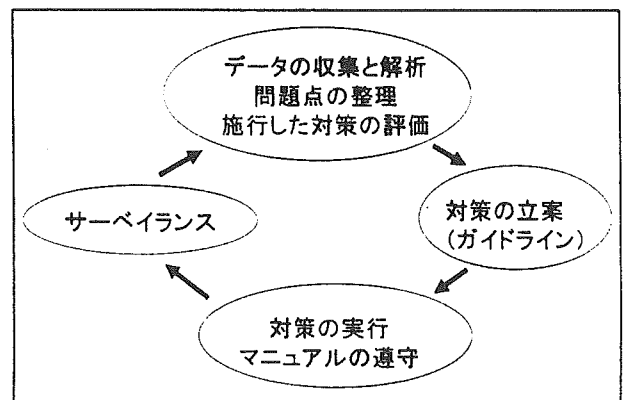 データの収集と解析
問題点の整理
施行した対策の評価
サーベイランス
対策の立案
(ガイドライン)
対策の実行
マニュアルの遵守